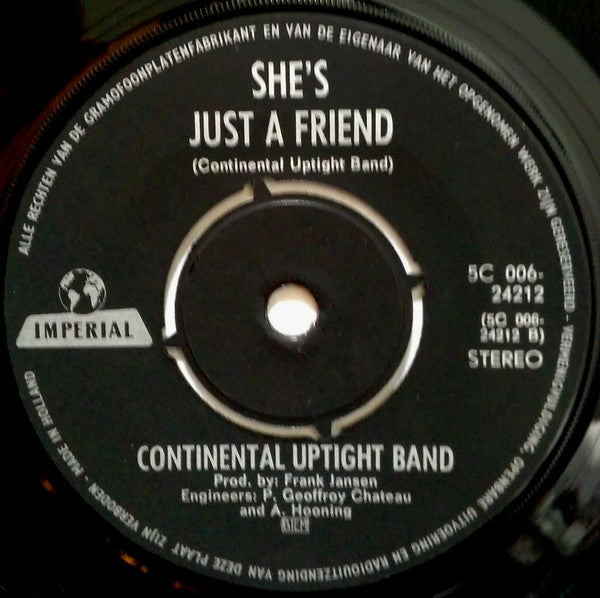 ALLE RECHTEN VAN DE GRAMOFOONPLATENFABRIKANT EN VAN DE EIGENAAR VAN HET OPGENOMEN WERK ZIJN GERESERVEERD - VERMENIGVULDIGING, OPENBARE UITVOERING EN RADIOUITZENDING VAN DEZE PLAAT ZIJN VERBODEN - MADE IN HOLLAND
SHE'S
JUST A FRIEND
(Continental Uptight Band)
IMPERIAL
5C 006-
24212
(5C 006-
24212 B)
STEREO
CONTINENTAL UPTIGHT BAND
Prod. by: Frank Jansen
Engineers: P. Geoffroy Chateau
and A. Hooning
BIEM